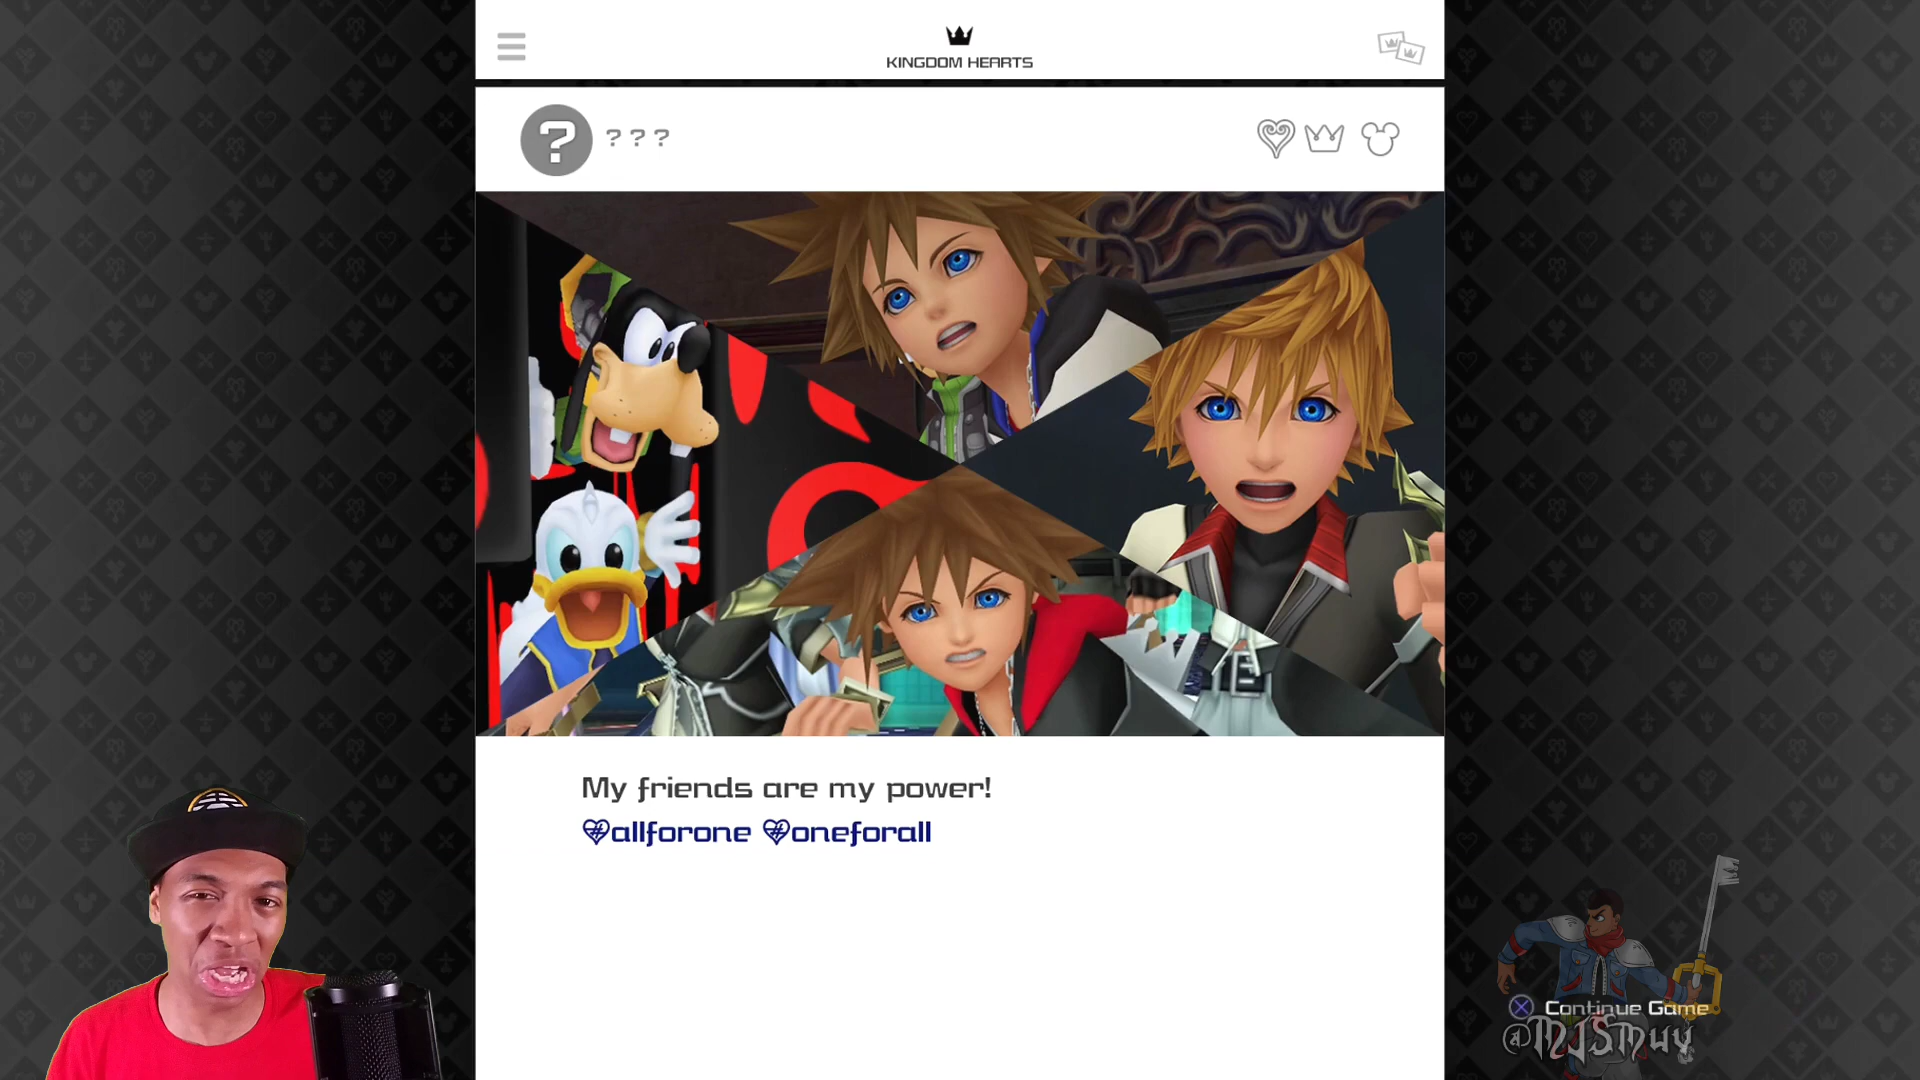 KINGDOM HEARTS
? ? ? ?
My friends are my power!
#allforone #oneforall
Continue Game
@MJSmuy